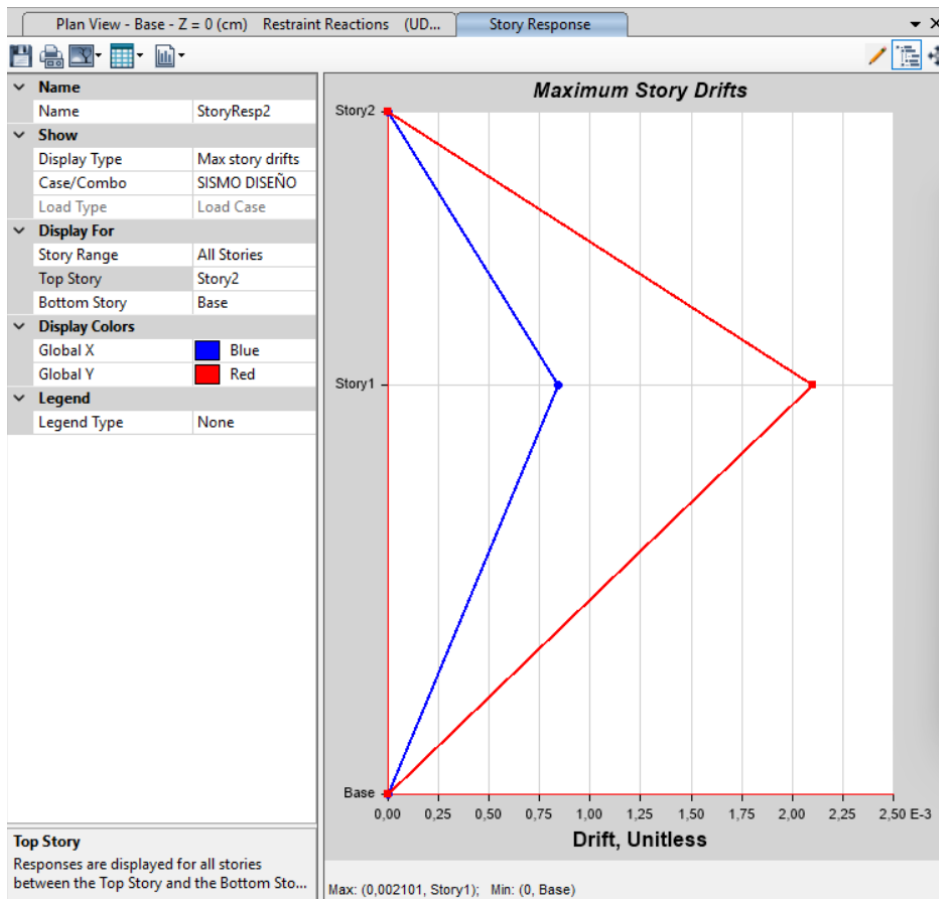 Plan View - Base - Z = 0 (cm)   Restraint Reactions   (UD...
Story Response
Name
Name   StoryResp2
Show
Display Type   Max story drifts
Case/Combo   SISMO DISEÑO
Load Type   Load Case
Display For
Story Range   All Stories
Top Story   Story2
Bottom Story   Base
Display Colors
Global X   Blue
Global Y   Red
Legend
Legend Type   None
Top Story
Responses are displayed for all stories
between the Top Story and the Bottom Sto...
Maximum Story Drifts
Story2
Story1
Base
0,00   0,25   0,50   0,75   1,00   1,25   1,50   1,75   2,00   2,25   2,50 E-3
Drift, Unitless
Max: (0,002101, Story1);  Min: (0, Base)